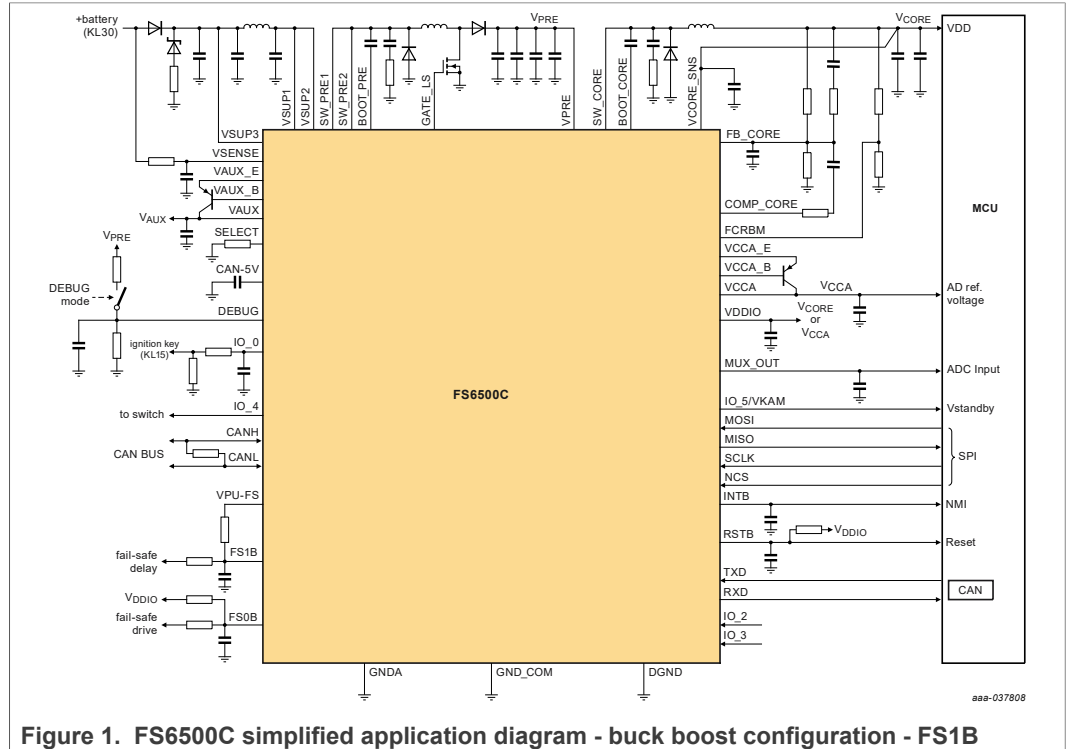 +battery
(KL30)
VSUP1
VSUP2
SW_PRE1
SW_PRE2
BOOT_PRE
GATE_LS
VPRE
VPRE
SW_CORE
BOOT_CORE
VCORE_SNS
VCORE
VDD
VSUP3
VSENSE
VAUX_E
VAUX_B
VAUX
VAUX
SELECT
VPRE
CAN-5V
DEBUG
mode
DEBUG
ignition key
(KL15)
IO_0
to switch
IO_4
CANH
CAN BUS
CANL
VPU-FS
fail-safe
delay
FS1B
VDDIO
fail-safe
drive
FS0B
FS6500C
GNDA
GND_COM
DGND
FB_CORE
COMP_CORE
FCRBM
VCCA_E
VCCA_B
VCCA
VCCA
VDDIO
VCORE
or
VCCA
MUX_OUT
IO_5/VKAM
MOSI
MISO
SCLK
NCS
INTB
RSTB
VDDIO
TXD
RXD
IO_2
IO_3
MCU
AD ref.
voltage
ADC Input
Vstandby
SPI
NMI
Reset
CAN
aaa-037808
Figure 1. FS6500C simplified application diagram - buck boost configuration - FS1B